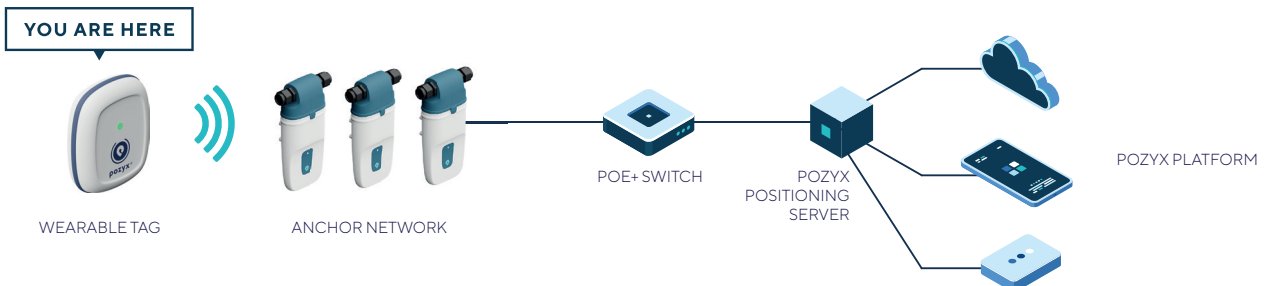 YOU ARE HERE
pozyx
WEARABLE TAG
ANCHOR NETWORK
POE+ SWITCH
POZYX
POSITIONING
SERVER
POZYX PLATFORM